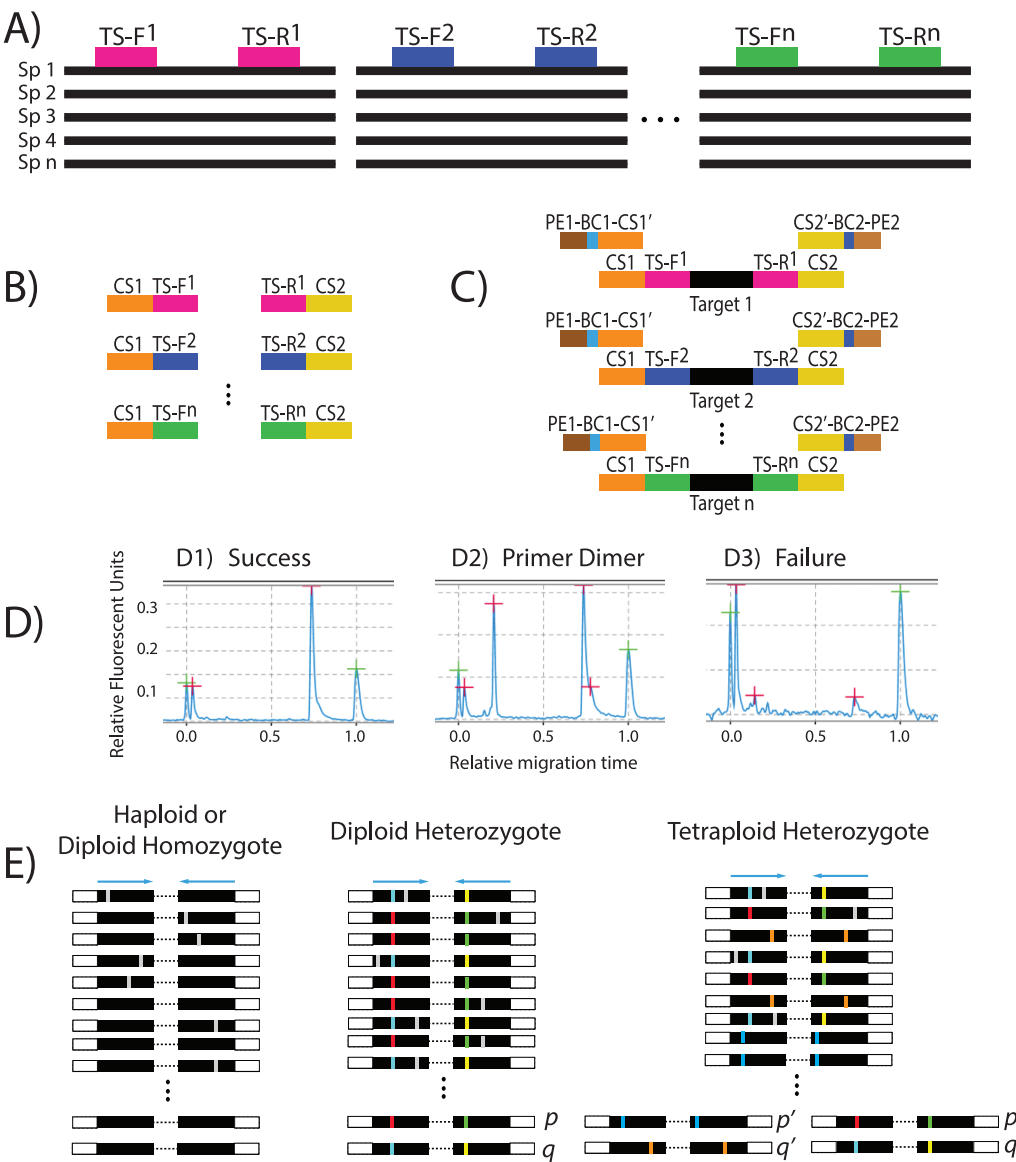 A)
TS-F1 TS-R1 TS-F2 TS-R2 TS-Fn TS-Rn
Sp 1
Sp 2
Sp 3
Sp 4
Sp n
. . .
B)
CS1 TS-F1 TS-R1 CS2
CS1 TS-F2 TS-R2 CS2
CS1 TS-Fn TS-Rn CS2
C)
PE1-BC1-CS1′ CS2′-BC2-PE2
CS1 TS-F1 TS-R1 CS2
Target 1
PE1-BC1-CS1′ CS2′-BC2-PE2
CS1 TS-F2 TS-R2 CS2
Target 2
PE1-BC1-CS1′ CS2′-BC2-PE2
CS1 TS-Fn TS-Rn CS2
Target n
D)
D1) Success D2) Primer Dimer D3) Failure
Relative Fluorescent Units
0.3
0.2
0.1
0.0 0.5 1.0 0.0 0.5 1.0 0.0 0.5 1.0
Relative migration time
E)
Haploid or
Diploid Homozygote
Diploid Heterozygote
Tetraploid Heterozygote
p p′ p
q q′ q